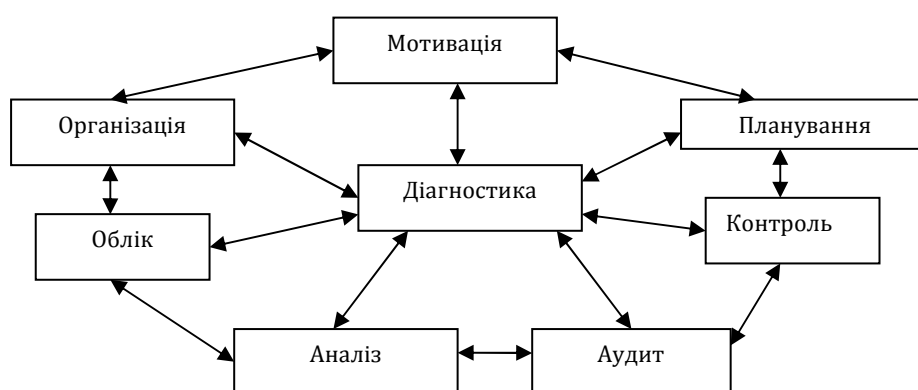 Мотивація
Організація
Планування
Діагностика
Облік
Контроль
Аналіз
Аудит